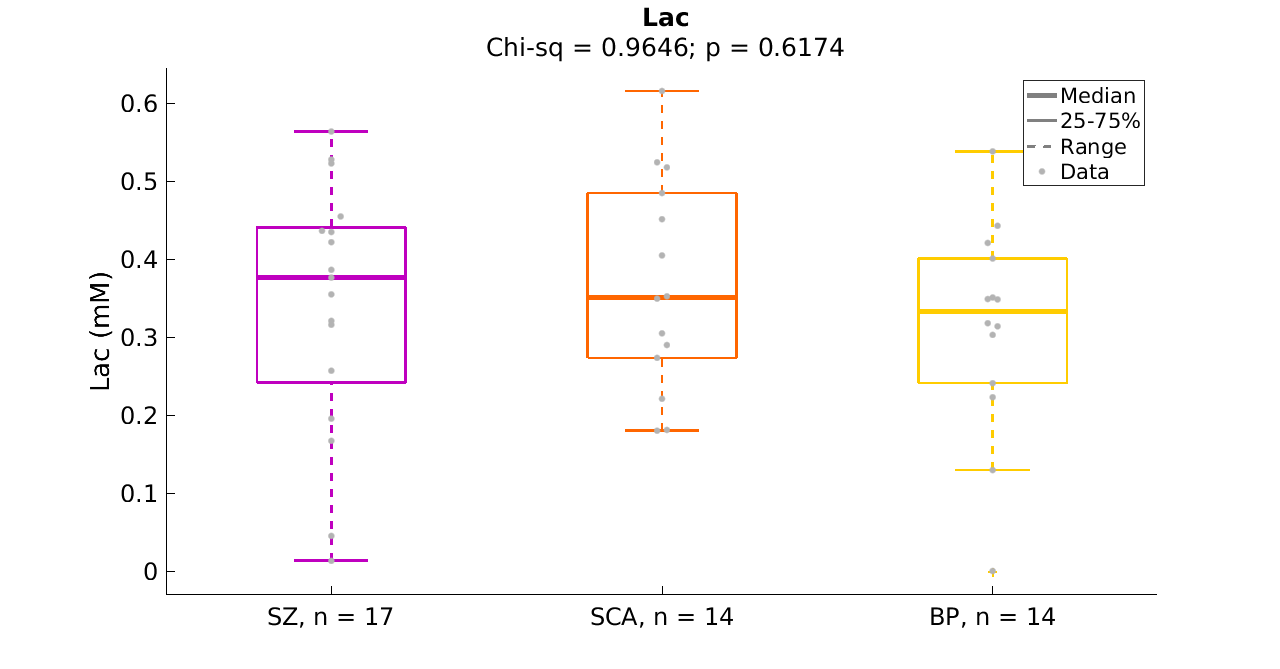 Lac
Chi-sq = 0.9646; p = 0.6174
Median
25-75%
Range
Data
Lac (mM)
0.6
0.5
0.4
0.3
0.2
0.1
0
SZ, n = 17
SCA, n = 14
BP, n = 14